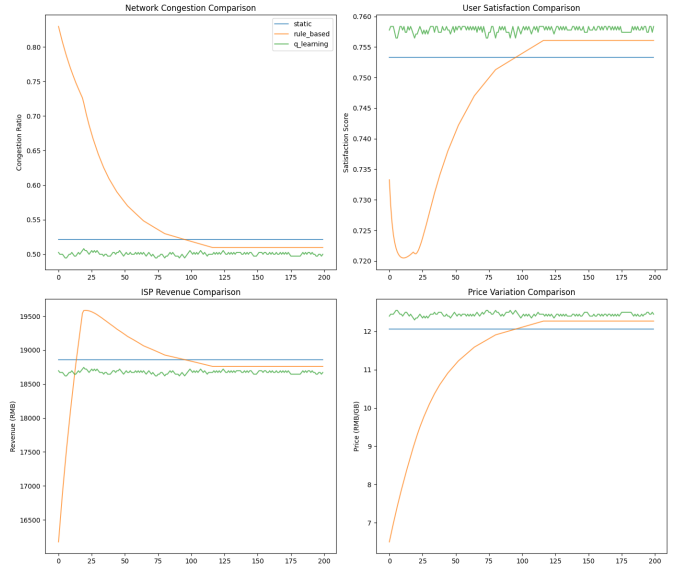 Network Congestion Comparison
Congestion Ratio
0.80
0.75
0.70
0.65
0.60
0.55
0.50
0 25 50 75 100 125 150 175 200
static
rule_based
q_learning
User Satisfaction Comparison
Satisfaction Score
0.760
0.755
0.750
0.745
0.740
0.735
0.730
0.725
0.720
0 25 50 75 100 125 150 175 200
ISP Revenue Comparison
Revenue (RMB)
19500
19000
18500
18000
17500
17000
16500
0 25 50 75 100 125 150 175 200
Price Variation Comparison
Price (RMB/GB)
12
11
10
9
8
7
0 25 50 75 100 125 150 175 200